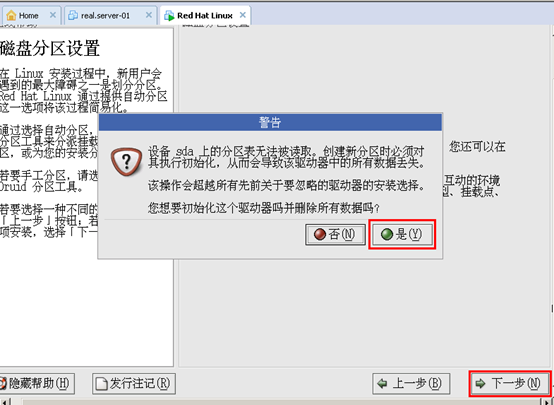 Home × real.server-01 × Red Hat Linux ×
磁盘分区设置
在 Linux 安装过程中，新用户会
遇到的最大障碍之一是划分分区。
Red Hat Linux 通过提供自动分区
这一选项将该过程简易化。
通过选择自动分区，
分区工具来分派挂载
区，或为您的安装分
若要手工分区，请选
Druid 分区工具。
若要选择一种不同的
「上一步」按钮；若
项安装，选择「下一
您还可以在
互动的环境
挂载点、
警告
设备 sda 上的分区表无法被读取。创建新分区时必须对
其执行初始化，从而会导致该驱动器中的所有数据丢失。
该操作会超越所有先前关于要忽略的驱动器的安装选择。
您想要初始化这个驱动器吗并删除所有数据吗？
否(N) 是(Y)
隐藏帮助(H) 发行注记(R) 上一步(B) 下一步(N)